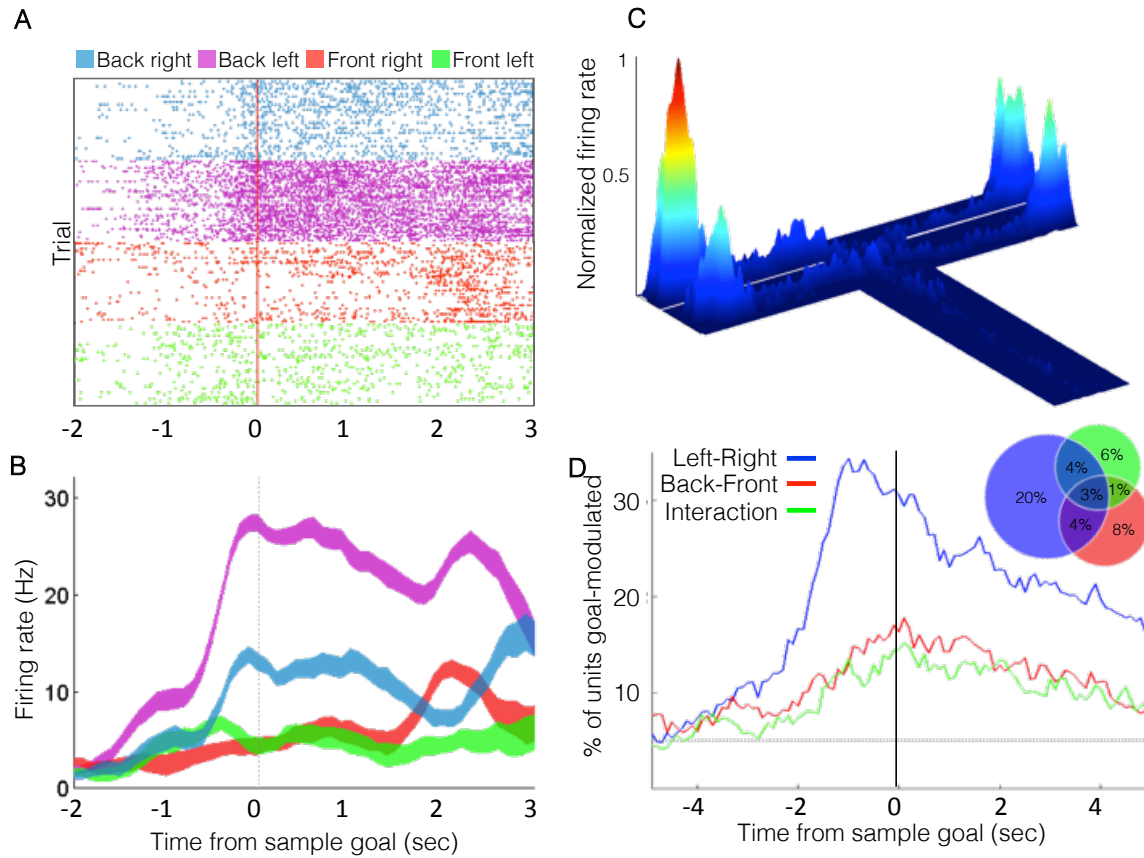 A
Back right Back left Front right Front left
Trial
-2 -1 0 1 2 3
B
Firing rate (Hz)
30
20
10
0
-2 -1 0 1 2 3
Time from sample goal (sec)
C
Normalized firing rate
1
0.5
D
Left-Right
Back-Front
Interaction
% of units goal-modulated
30
20
10
-4 -2 0 2 4
Time from sample goal (sec)
6%
4%
20% 3% 1%
4% 8%